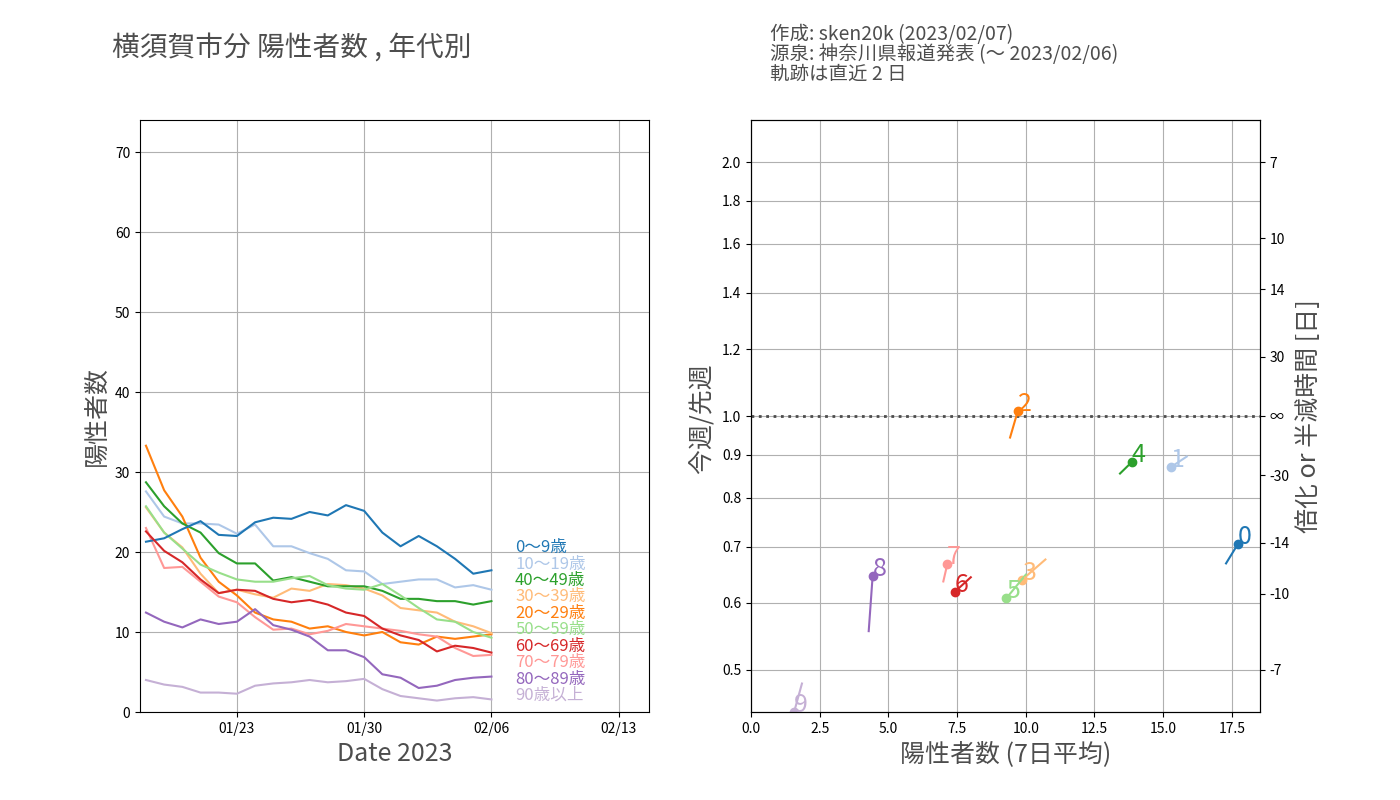 横須賀市分 陽性者数 , 年代別
作成: sken20k (2023/02/07)
源泉: 神奈川県報道発表 (〜 2023/02/06)
軌跡は直近 2 日
陽性者数
70
60
50
40
30
20
10
0
0〜9歳
10〜19歳
40〜49歳
30〜39歳
20〜29歳
50〜59歳
60〜69歳
70〜79歳
80〜89歳
90歳以上
01/23
01/30
02/06
02/13
Date 2023
今週/先週
2.0
1.8
1.6
1.4
1.2
1.0
0.9
0.8
0.7
0.6
0.5
2
4
1
0
7
8
3
6
5
9
7
10
14
30
∞
-30
-14
-10
-7
倍化 or 半減時間 [日]
0.0
2.5
5.0
7.5
10.0
12.5
15.0
17.5
陽性者数 (7日平均)